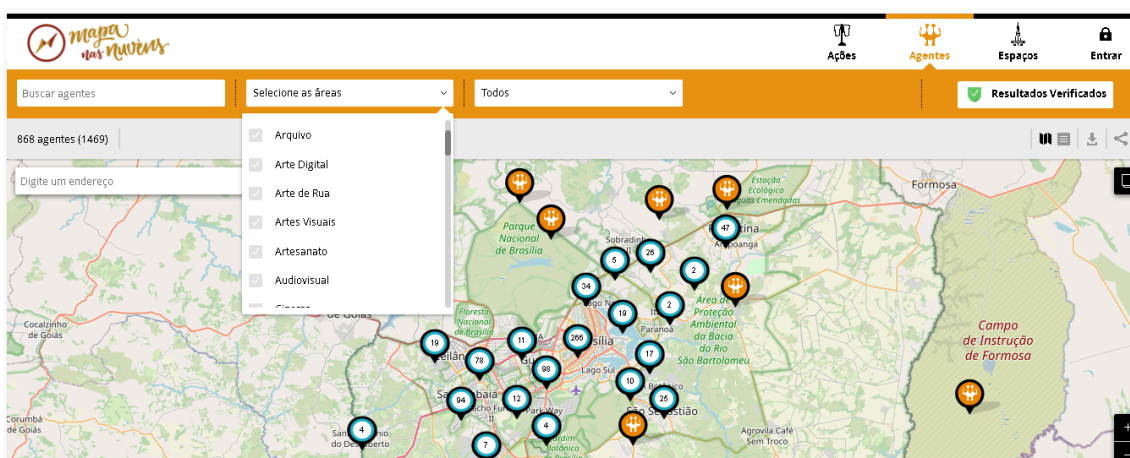 mapa
nas nuvens
Ações
Agentes
Espaços
Entrar
Buscar agentes
Selecione as áreas
Todos
Resultados Verificados
868 agentes (1469)
Digite um endereço
Arquivo
Arte Digital
Arte de Rua
Artes Visuais
Artesanato
Audiovisual
Estação
Ecológica
Emendadas
Formosa
Parque
Nacional
de Brasília
Sobradinho
II
47
26
5
2
34
2
19
Área de
Proteção
Ambiental
da Bacia
do Rio
São Bartolomeu
Paranoá
Floresta
Nacional
de Brasília
de Goiás
Cocalzinho
de Goiás
Campo
de Instrução
de Formosa
19
11
266
78
98
17
Lago Sul
10
94
12
25
Park Way
São Sebastião
4
4
7
Jardim
Botânico
de Brasília
Agrovila Café
Sem Troco
Corumbá
de Goiás